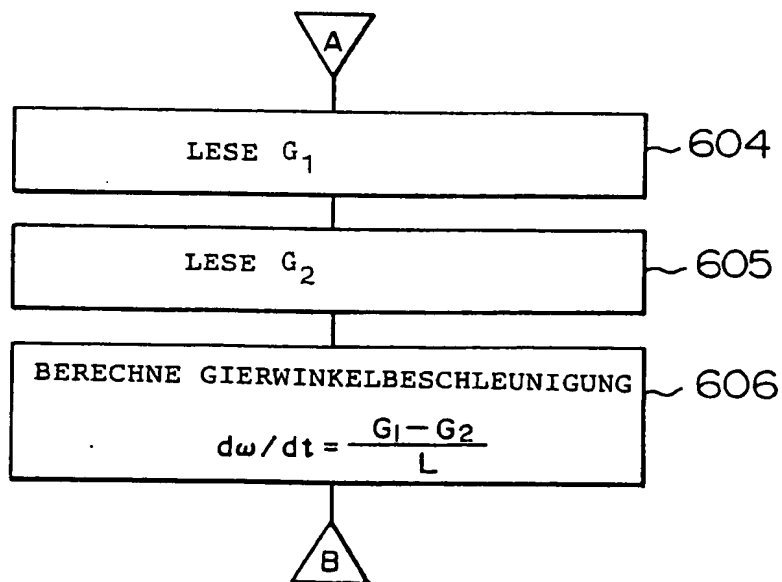 A
LESE G₁
604
LESE G₂
605
BERECHNE GIERWINKELBESCHLEUNIGUNG
606
dω/dt = (G₁ – G₂) / L
B